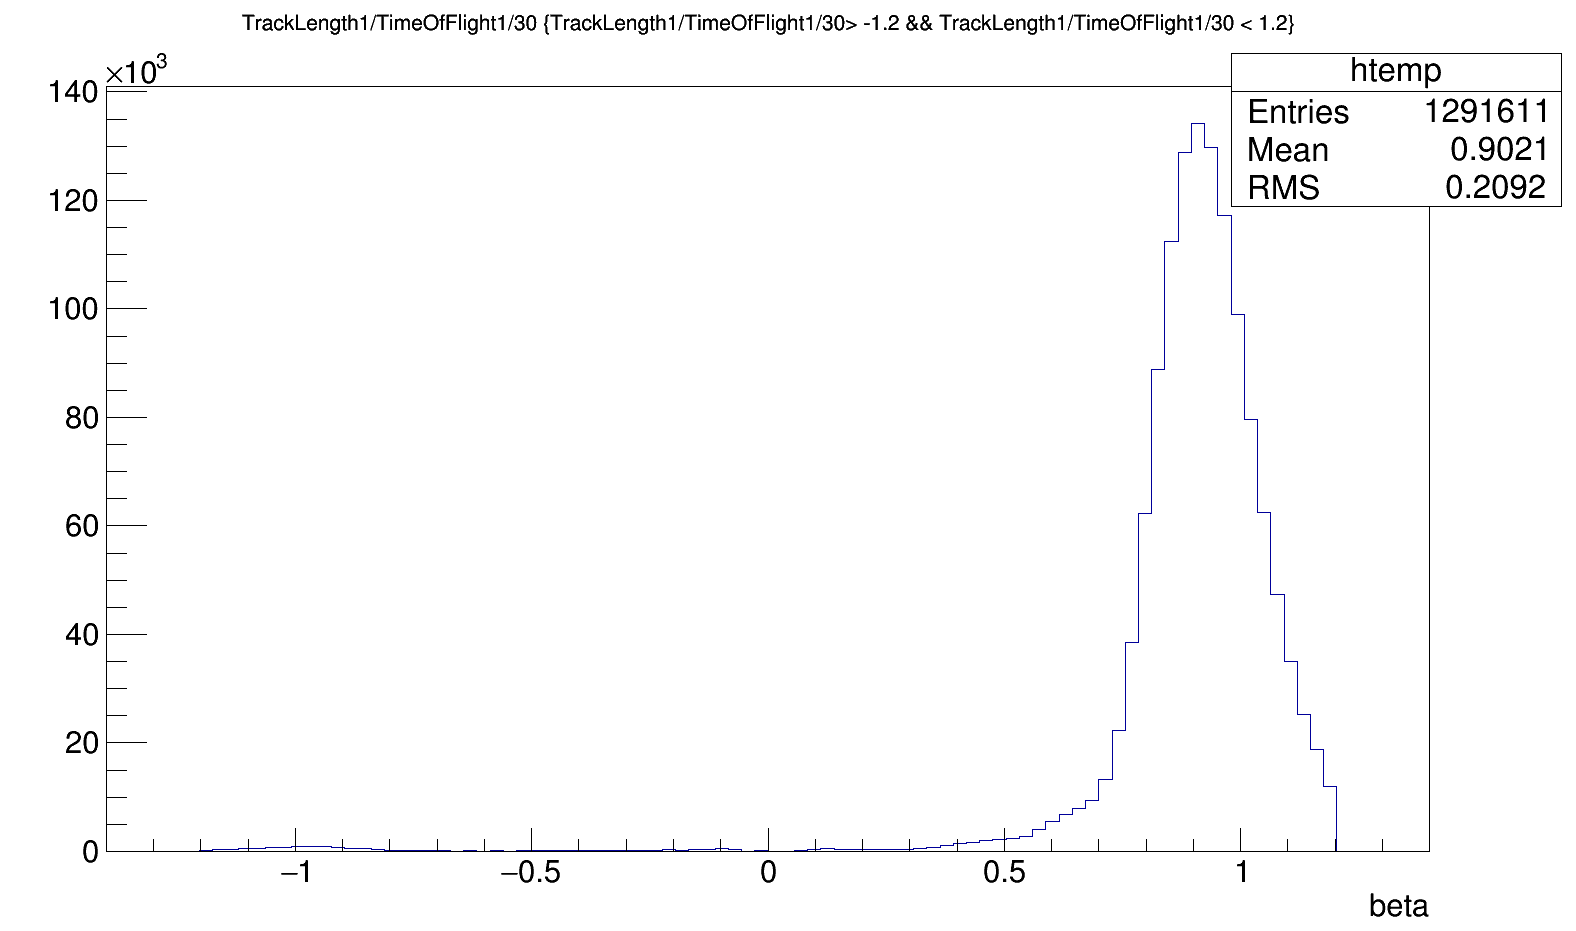 TrackLength1/TimeOfFlight1/30 {TrackLength1/TimeOfFlight1/30> -1.2 && TrackLength1/TimeOfFlight1/30 < 1.2}
×10³
htemp
Entries 1291611
Mean 0.9021
RMS 0.2092
140
120
100
80
60
40
20
0
−1 −0.5 0 0.5 1
beta